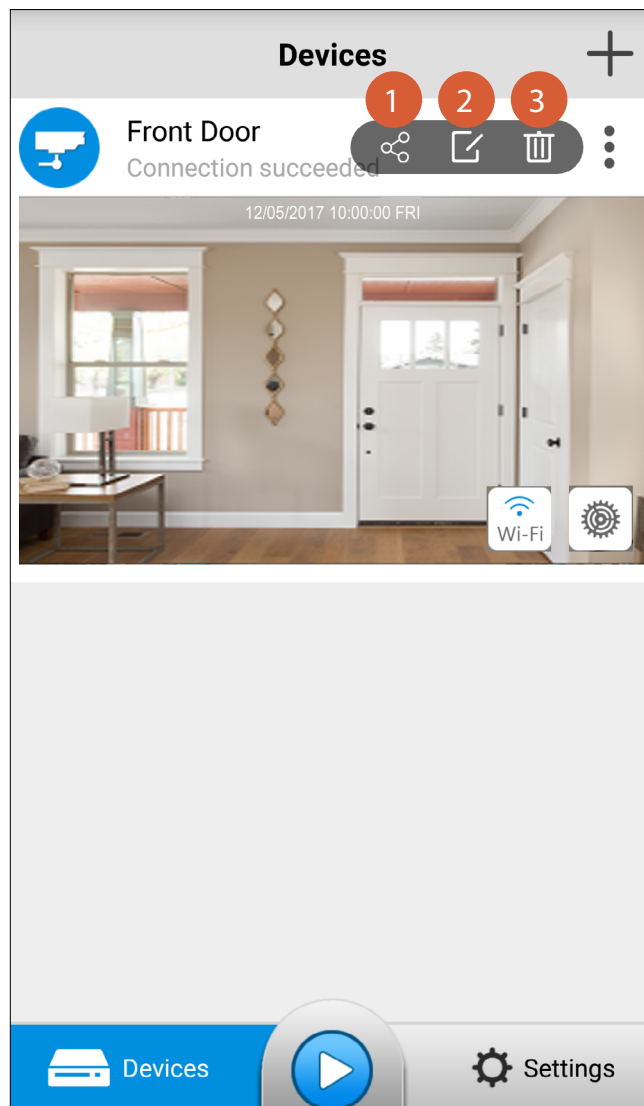 Devices
1 2 3
Front Door
Connection succeeded
12/05/2017 10:00:00 FRI
Wi-Fi
Devices
Settings